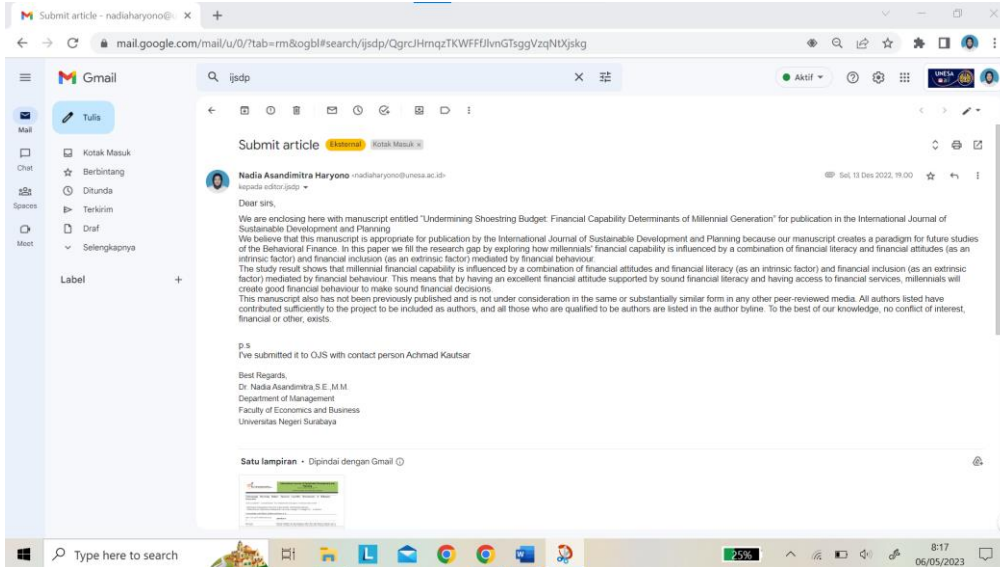 Submit article - nadiaharyono@u
mail.google.com/mail/u/0/?tab=rm&ogbl#search/ijsdp/QgrcJHrnqzTKWFFfJlvnGTsggVzqNtXjskg
Gmail
ijsdp
Aktif
UNESA
Mail
Chat
Spaces
Meet
Tulis
Kotak Masuk
Berbintang
Ditunda
Terkirim
Draf
Selengkapnya
Label
Submit article Eksternal Kotak Masuk x
Nadia Asandimitra Haryono <nadiaharyono@unesa.ac.id>
Sel, 13 Des 2022, 19.00
kepada editor.ijsdp
Dear sirs,
We are enclosing here with manuscript entitled "Undermining Shoestring Budget: Financial Capability Determinants of Millennial Generation" for publication in the International Journal of
Sustainable Development and Planning
We believe that this manuscript is appropriate for publication by the International Journal of Sustainable Development and Planning because our manuscript creates a paradigm for future studies
of the Behavioral Finance. In this paper we fill the research gap by exploring how millennials' financial capability is influenced by a combination of financial literacy and financial attitudes (as an
intrinsic factor) and financial inclusion (as an extrinsic factor) mediated by financial behaviour.
The study result shows that millennial financial capability is influenced by a combination of financial attitudes and financial literacy (as an intrinsic factor) and financial inclusion (as an extrinsic
factor) mediated by financial behaviour. This means that by having an excellent financial attitude supported by sound financial literacy and having access to financial services, millennials will
create good financial behaviour to make sound financial decisions.
This manuscript also has not been previously published and is not under consideration in the same or substantially similar form in any other peer-reviewed media. All authors listed have
contributed sufficiently to the project to be included as authors, and all those who are qualified to be authors are listed in the author byline. To the best of our knowledge, no conflict of interest,
financial or other, exists.
p.s
I've submitted it to OJS with contact person Achmad Kautsar
Best Regards,
Dr. Nadia Asandimitra,S.E.,M.M.
Department of Management
Faculty of Economics and Business
Universitas Negeri Surabaya
Satu lampiran • Dipindai dengan Gmail
Type here to search
25%
8:17
06/05/2023